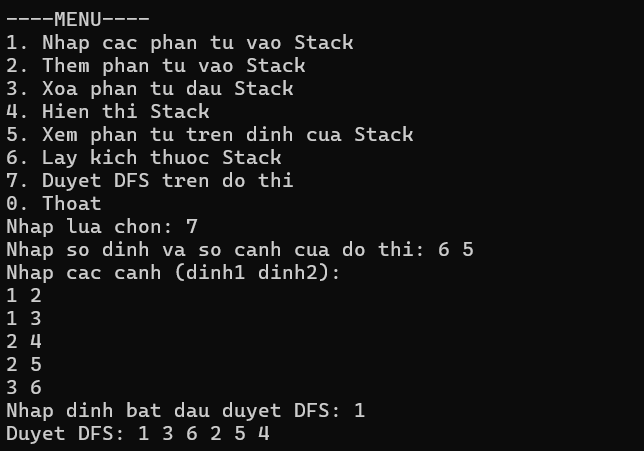 ----MENU----
1. Nhap cac phan tu vao Stack
2. Them phan tu vao Stack
3. Xoa phan tu dau Stack
4. Hien thi Stack
5. Xem phan tu tren dinh cua Stack
6. Lay kich thuoc Stack
7. Duyet DFS tren do thi
0. Thoat
Nhap lua chon: 7
Nhap so dinh va so canh cua do thi: 6 5
Nhap cac canh (dinh1 dinh2):
1 2
1 3
2 4
2 5
3 6
Nhap dinh bat dau duyet DFS: 1
Duyet DFS: 1 3 6 2 5 4